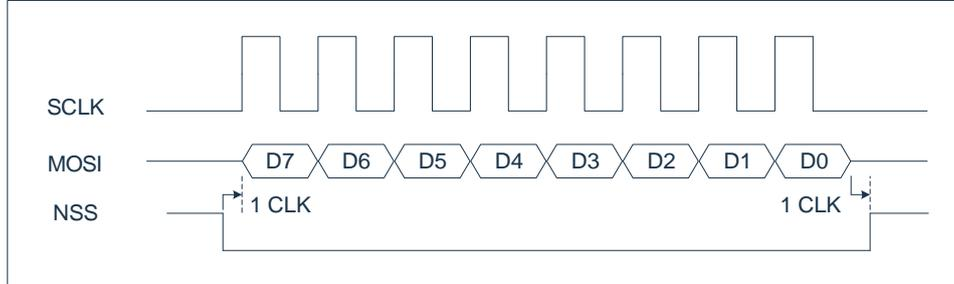 SCLK
MOSI D7 D6 D5 D4 D3 D2 D1 D0
NSS 1 CLK 1 CLK